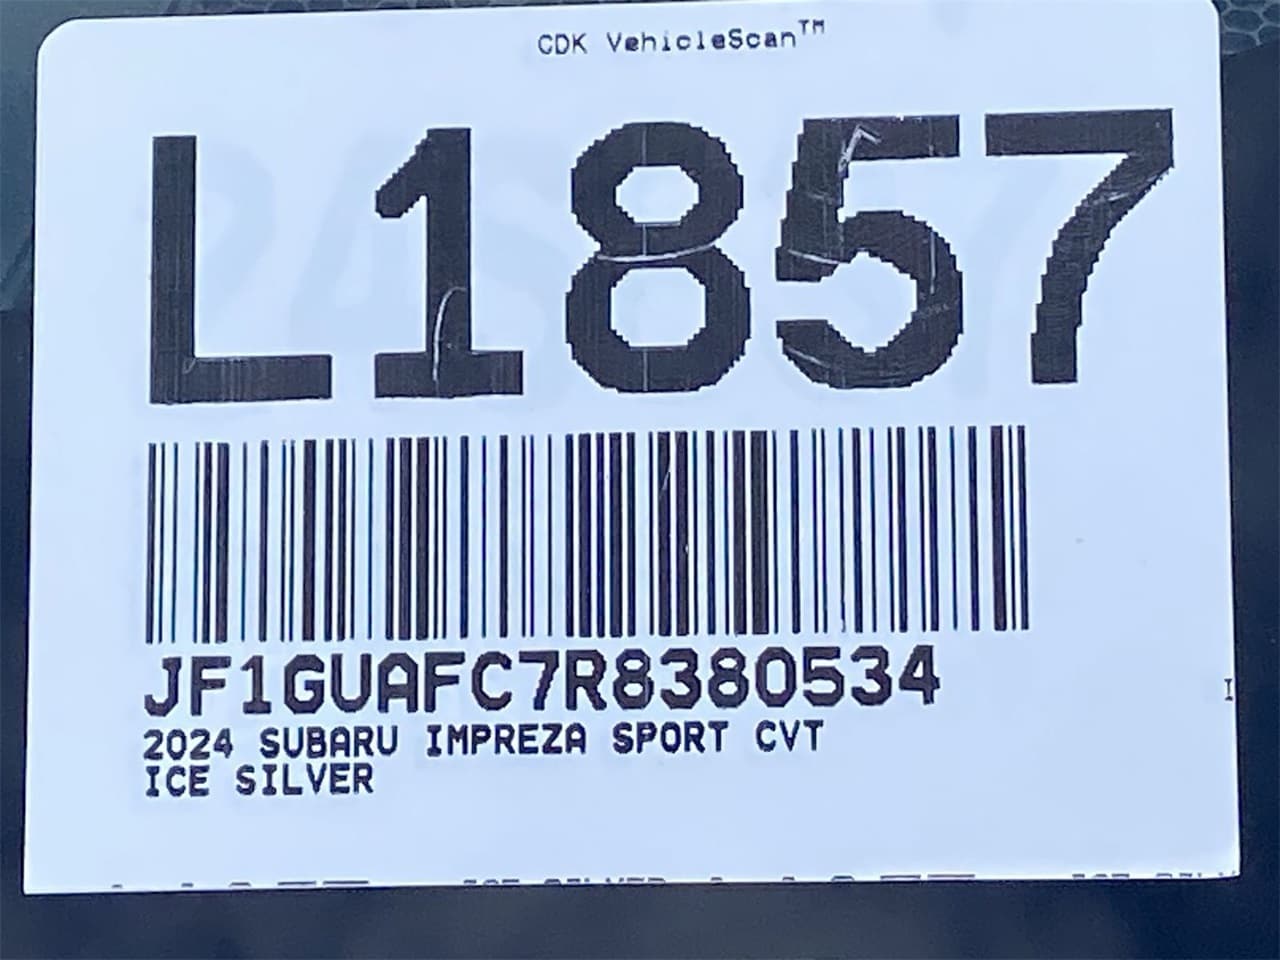 CDK VehicleScan™
L1857
JF1GUAFC7R8380534
2024 SUBARU IMPREZA SPORT CVT
ICE SILVER